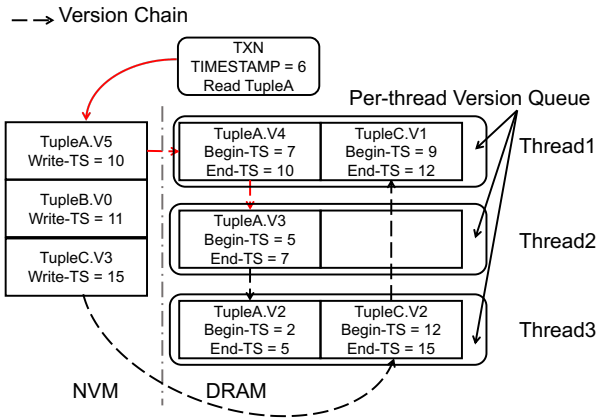 Version Chain
TXN
TIMESTAMP = 6
Read TupleA
Per-thread Version Queue
TupleA.V5
Write-TS = 10
TupleB.V0
Write-TS = 11
TupleC.V3
Write-TS = 15
TupleA.V4
Begin-TS = 7
End-TS = 10
TupleC.V1
Begin-TS = 9
End-TS = 12
Thread1
TupleA.V3
Begin-TS = 5
End-TS = 7
Thread2
TupleA.V2
Begin-TS = 2
End-TS = 5
TupleC.V2
Begin-TS = 12
End-TS = 15
Thread3
NVM
DRAM